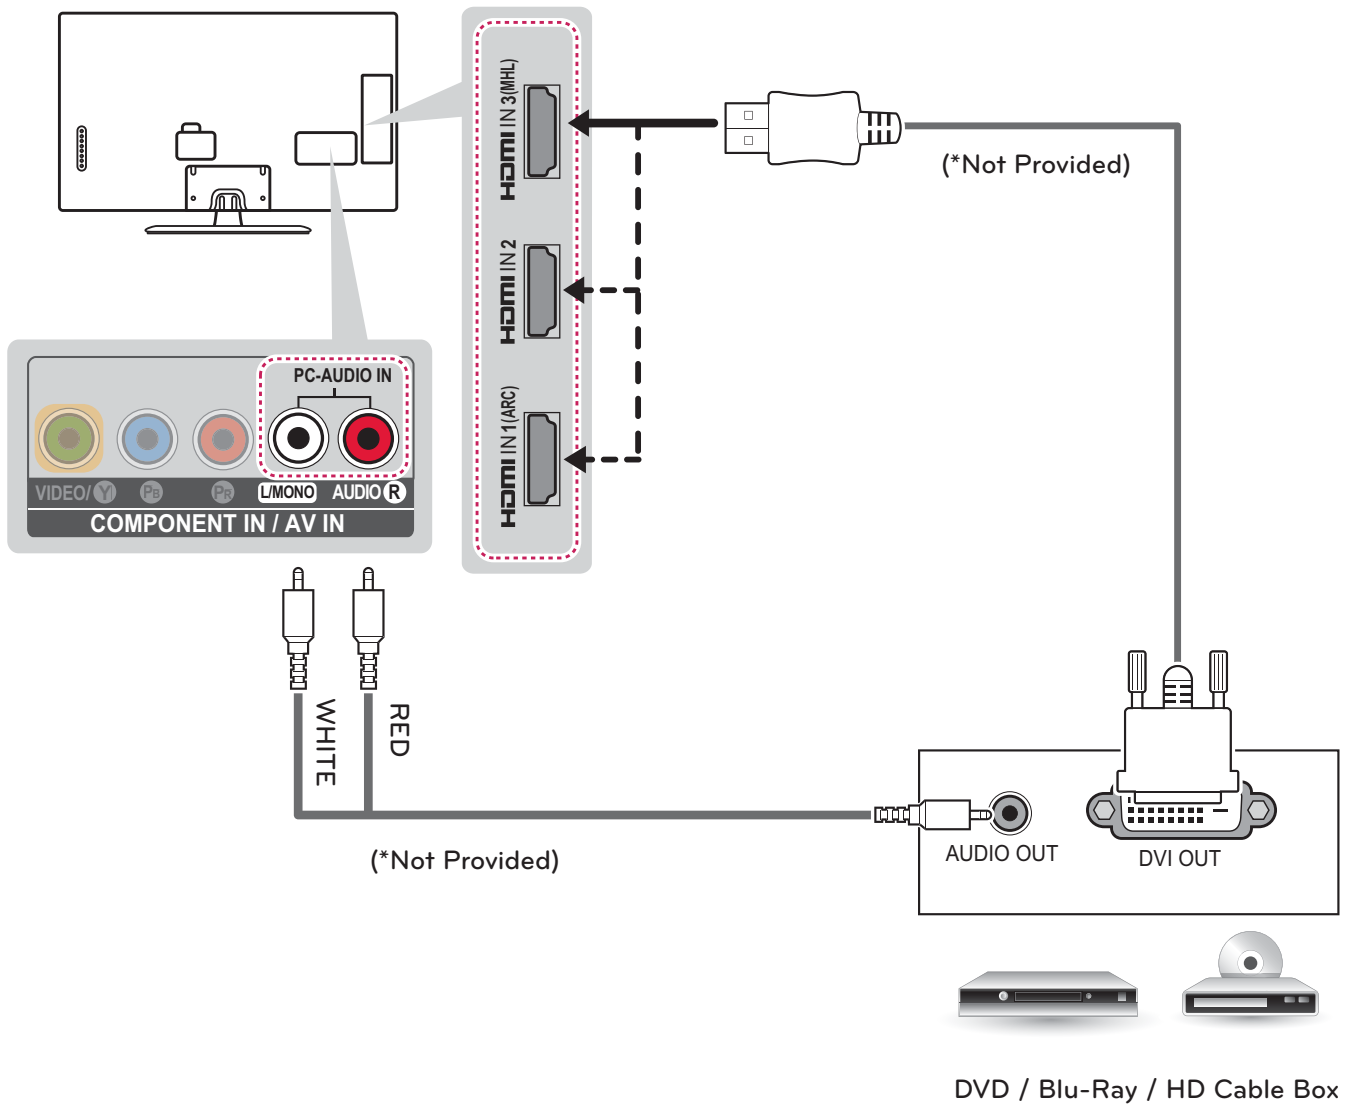 HDMI IN 3(MHL)
(*Not Provided)
HDMI IN 2
PC-AUDIO IN
HDMI IN 1(ARC)
VIDEO/Y PB PR L/MONO AUDIO R
COMPONENT IN / AV IN
WHITE
RED
(*Not Provided)
AUDIO OUT
DVI OUT
DVD / Blu-Ray / HD Cable Box